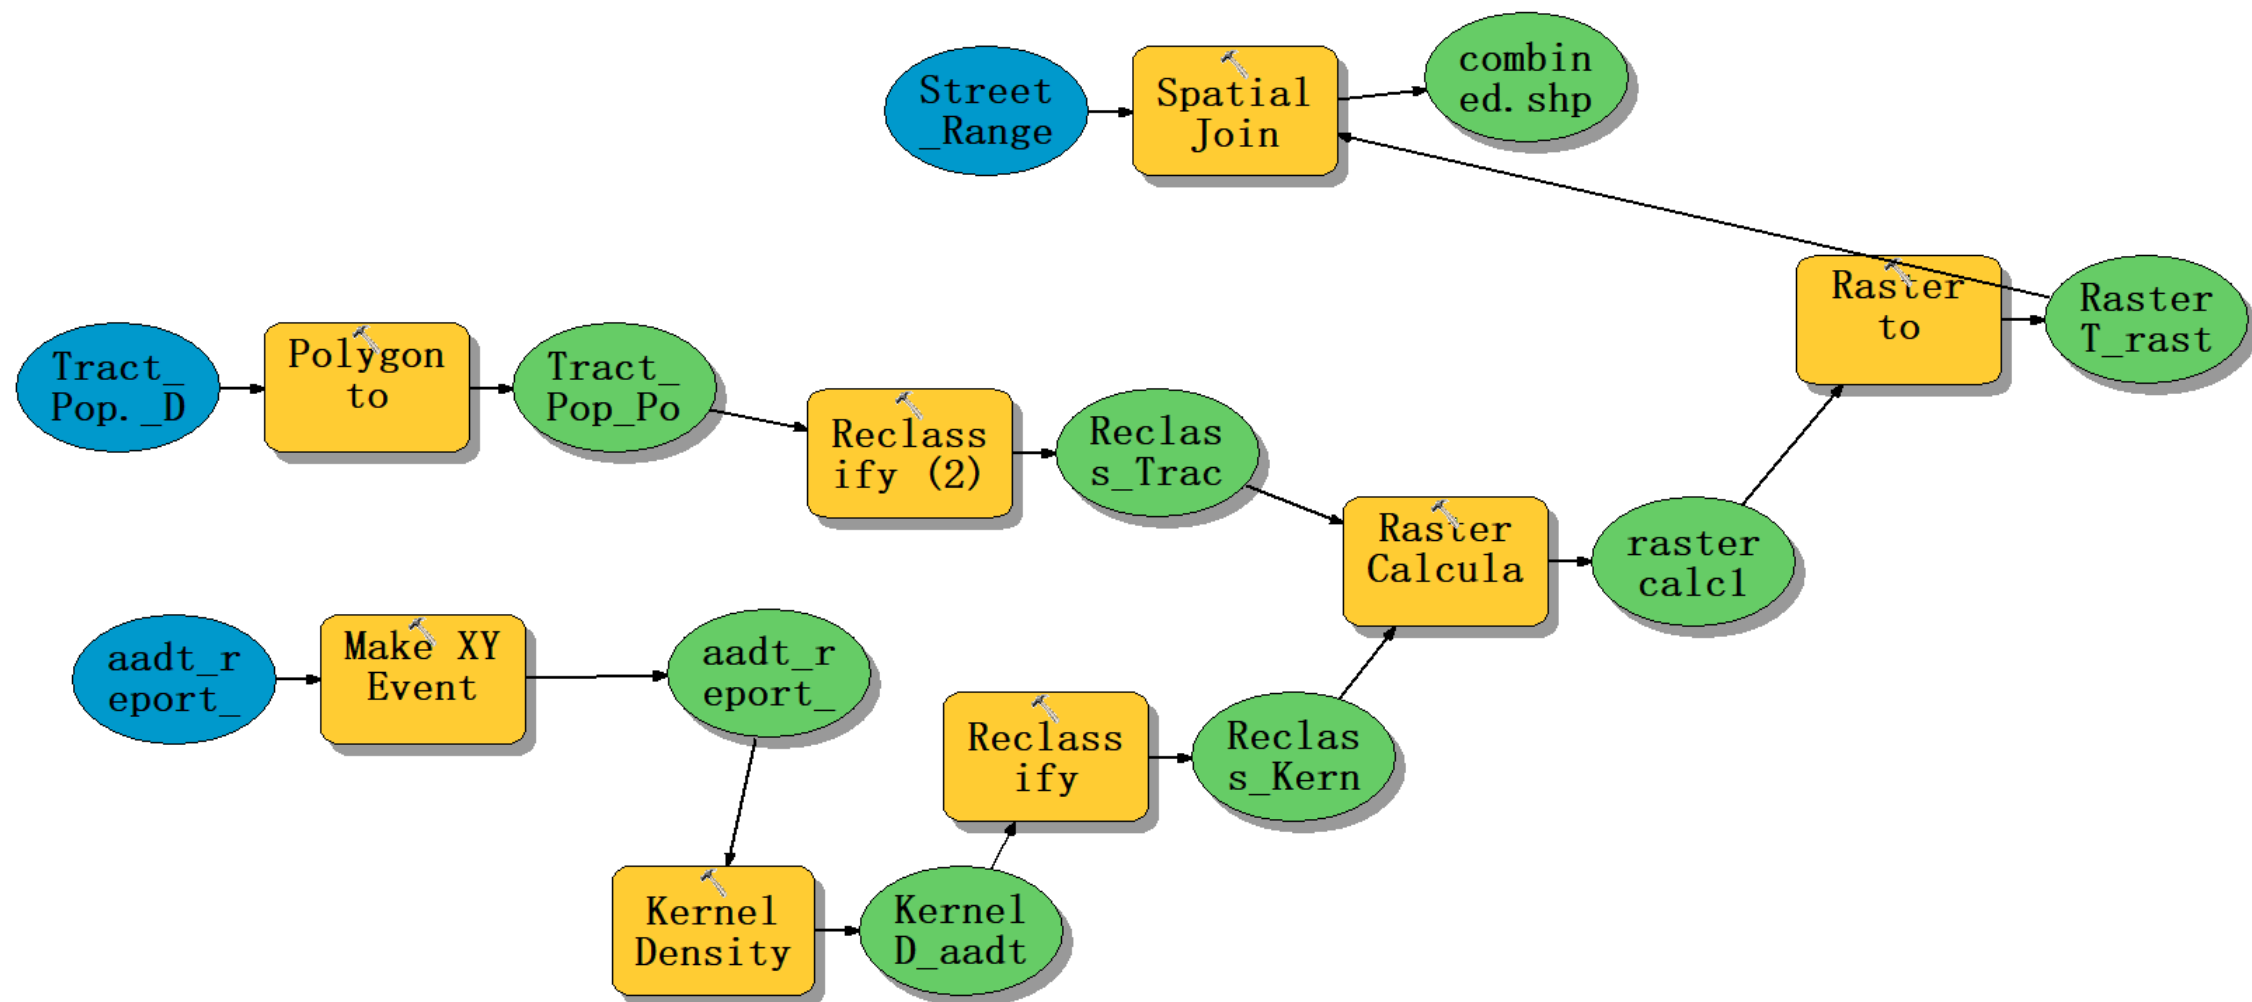 Street
_Range
Spatial
Join
combin
ed.shp
Tract_
Pop._D
Polygon
to
Tract_
Pop_Po
Reclass
ify (2)
Reclas
s_Trac
Raster
Calcula
raster
calc1
Raster
to
Raster
T_rast
aadt_r
eport_
Make XY
Event
aadt_r
eport_
Kernel
Density
Kernel
D_aadt
Reclass
ify
Reclas
s_Kern